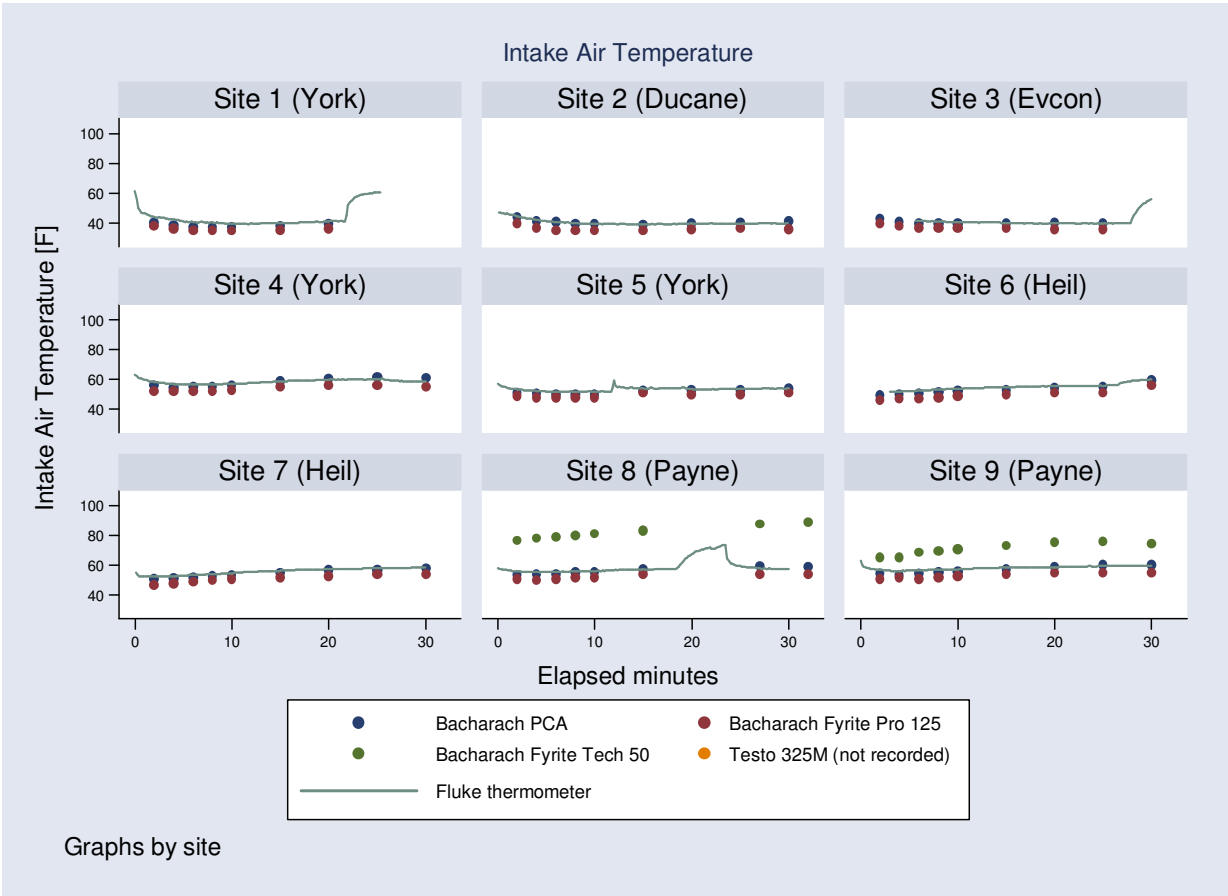 Intake Air Temperature
Site 1 (York)
Site 2 (Ducane)
Site 3 (Evcon)
100
80
60
40
Site 4 (York)
Site 5 (York)
Site 6 (Heil)
100
80
60
40
Site 7 (Heil)
Site 8 (Payne)
Site 9 (Payne)
100
80
60
40
0 10 20 30
0 10 20 30
0 10 20 30
Intake Air Temperature [F]
Elapsed minutes
Bacharach PCA
Bacharach Fyrite Pro 125
Bacharach Fyrite Tech 50
Testo 325M (not recorded)
Fluke thermometer
Graphs by site